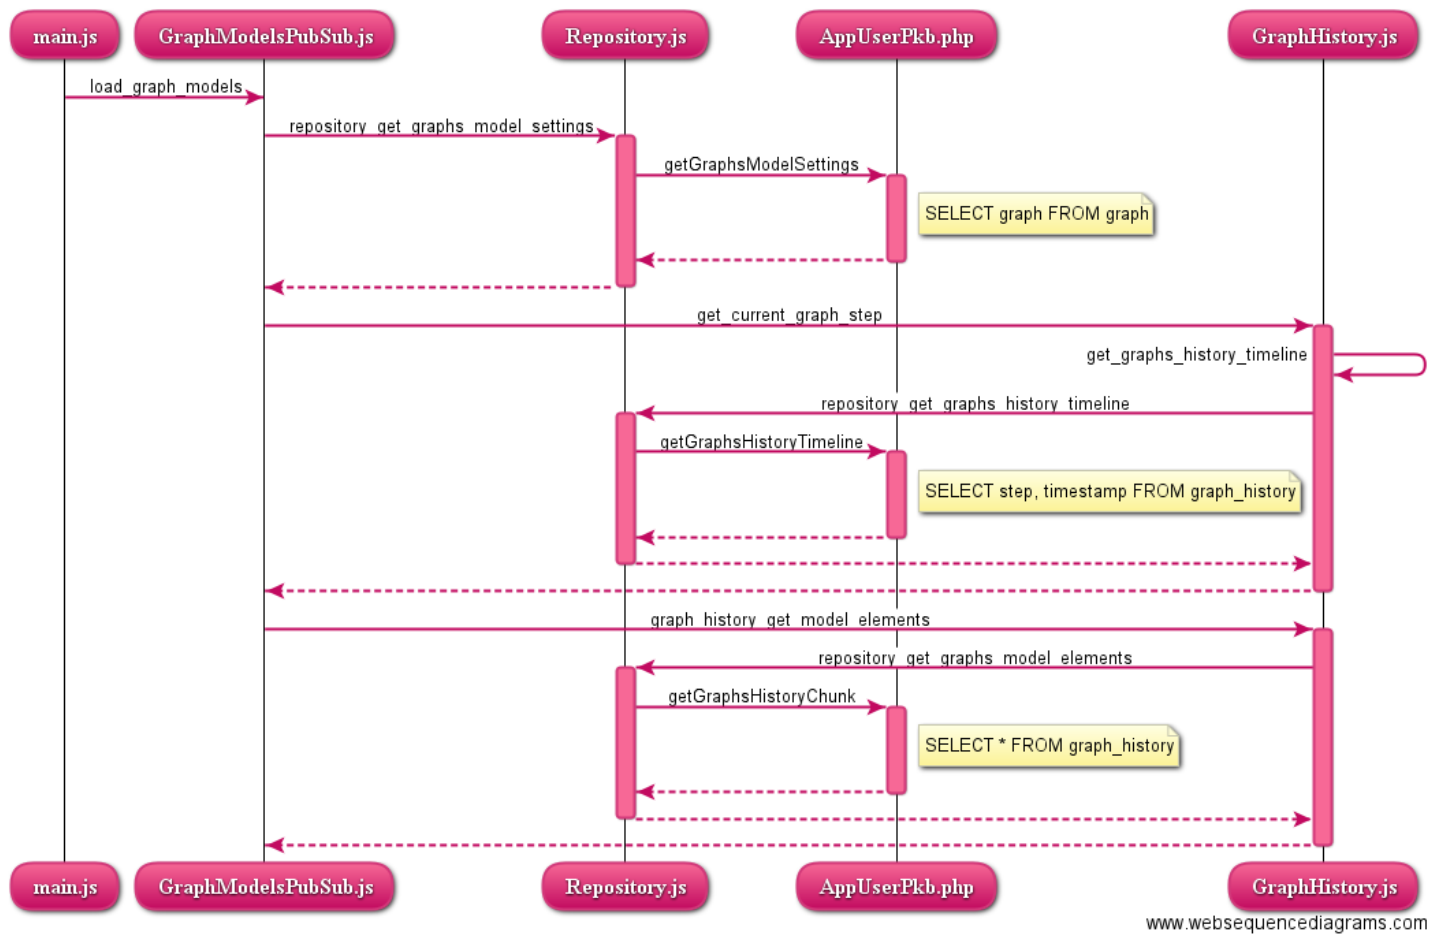 main.js
GraphModelsPubSub.js
Repository.js
AppUserPkb.php
GraphHistory.js
load_graph_models
repository_get_graphs_model_settings
getGraphsModelSettings
SELECT graph FROM graph
get_current_graph_step
get_graphs_history_timeline
repository_get_graphs_history_timeline
getGraphsHistoryTimeline
SELECT step, timestamp FROM graph_history
graph_history_get_model_elements
repository_get_graphs_model_elements
getGraphsHistoryChunk
SELECT * FROM graph_history
main.js
GraphModelsPubSub.js
Repository.js
AppUserPkb.php
GraphHistory.js
www.websequencediagrams.com